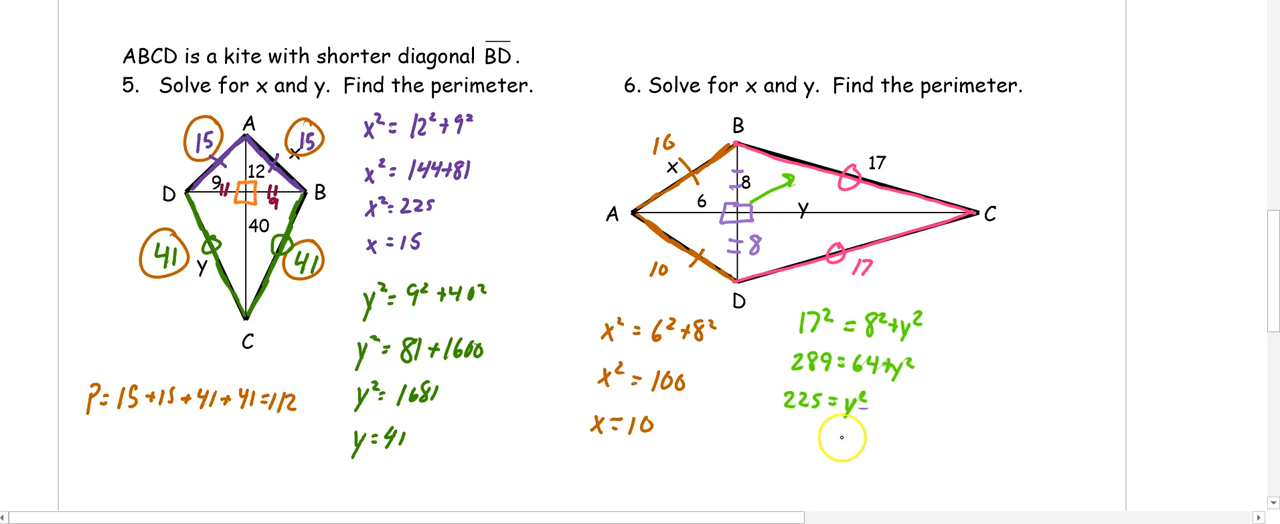 ABCD is a kite with shorter diagonal BD.
5. Solve for x and y. Find the perimeter.
A
15
15
x
12
9
9
D
B
40
41
41
y
C
x² = 12² + 9²
x² = 144+81
x² = 225
x = 15
y² = 9² + 40²
y² = 81 + 1600
y² = 1681
y = 41
P = 15 + 15 + 41 + 41 = 112
6. Solve for x and y. Find the perimeter.
B
10
x
17
8
6
A
y
C
8
10
17
D
x² = 6² + 8²
x² = 100
x = 10
17² = 8² + y²
289 = 64 + y²
225 = y²